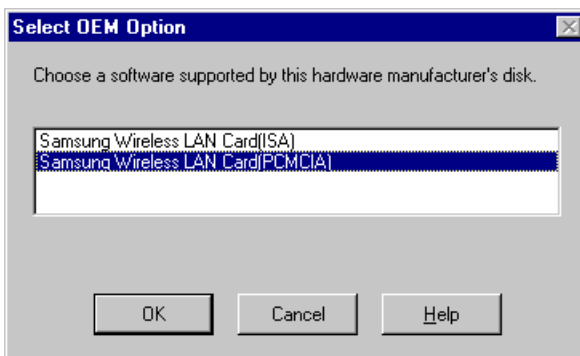 Select OEM Option
Choose a software supported by this hardware manufacturer's disk.
Samsung Wireless LAN Card(ISA)
Samsung Wireless LAN Card(PCMCIA)
OK Cancel Help